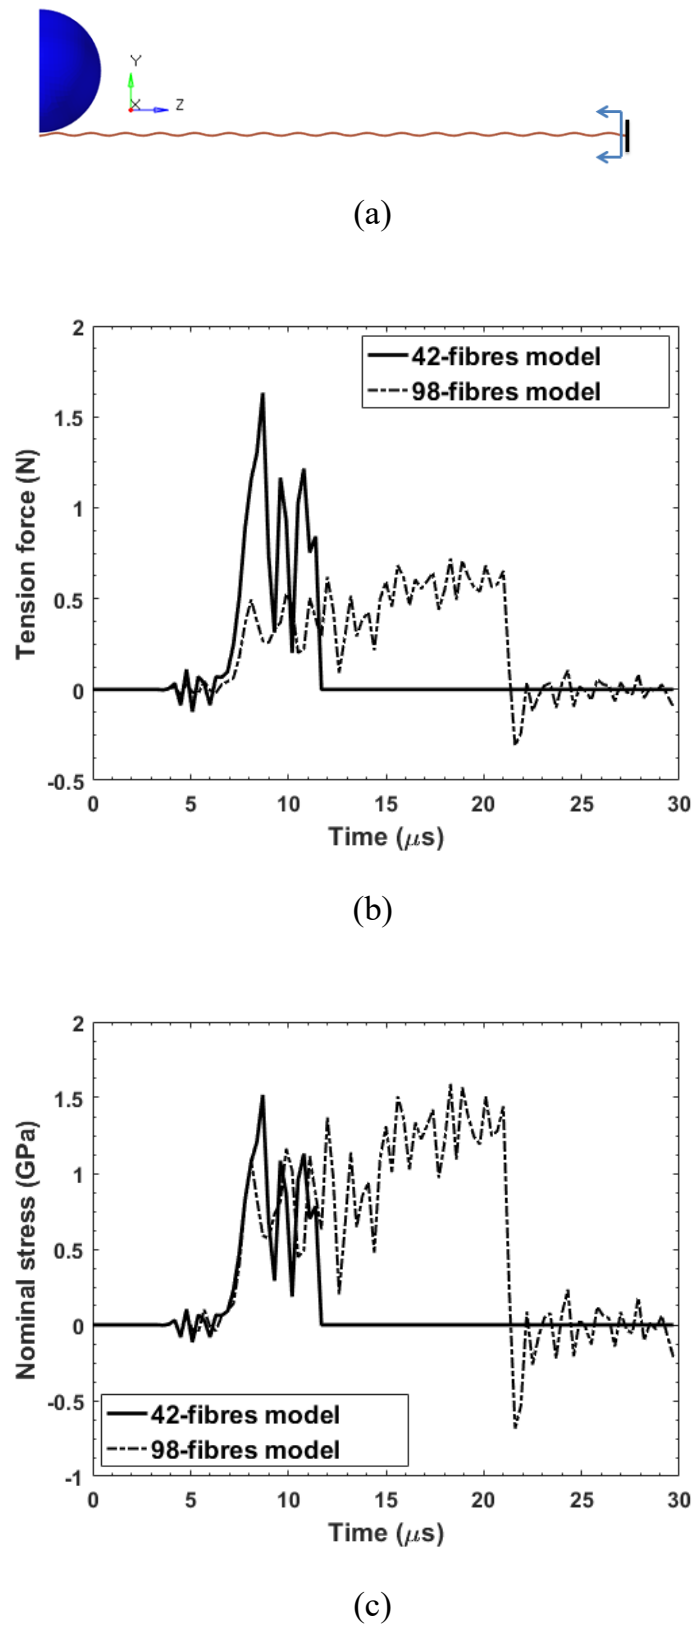 Y
X
Z
(a)
2
1.5
1
0.5
0
-0.5
Tension force (N)
42-fibres model
98-fibres model
0 5 10 15 20 25 30
Time (μs)
(b)
2
1.5
1
0.5
0
-0.5
-1
Nominal stress (GPa)
42-fibres model
98-fibres model
0 5 10 15 20 25 30
Time (μs)
(c)